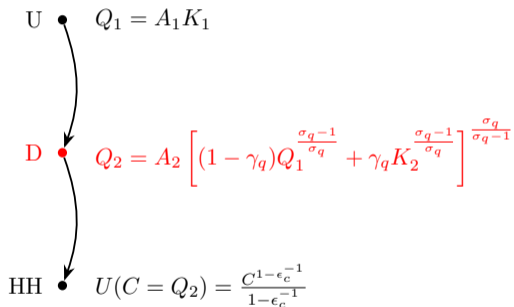 U $Q_1 = A_1 K_1$
D $Q_2 = A_2 \left[ (1 - \gamma_q) Q_1^{\frac{\sigma_q - 1}{\sigma_q}} + \gamma_q K_2^{\frac{\sigma_q - 1}{\sigma_q}} \right]^{\frac{\sigma_q}{\sigma_q - 1}}$
HH $U(C = Q_2) = \frac{C^{1 - \epsilon_c^{-1}}}{1 - \epsilon_c^{-1}}$